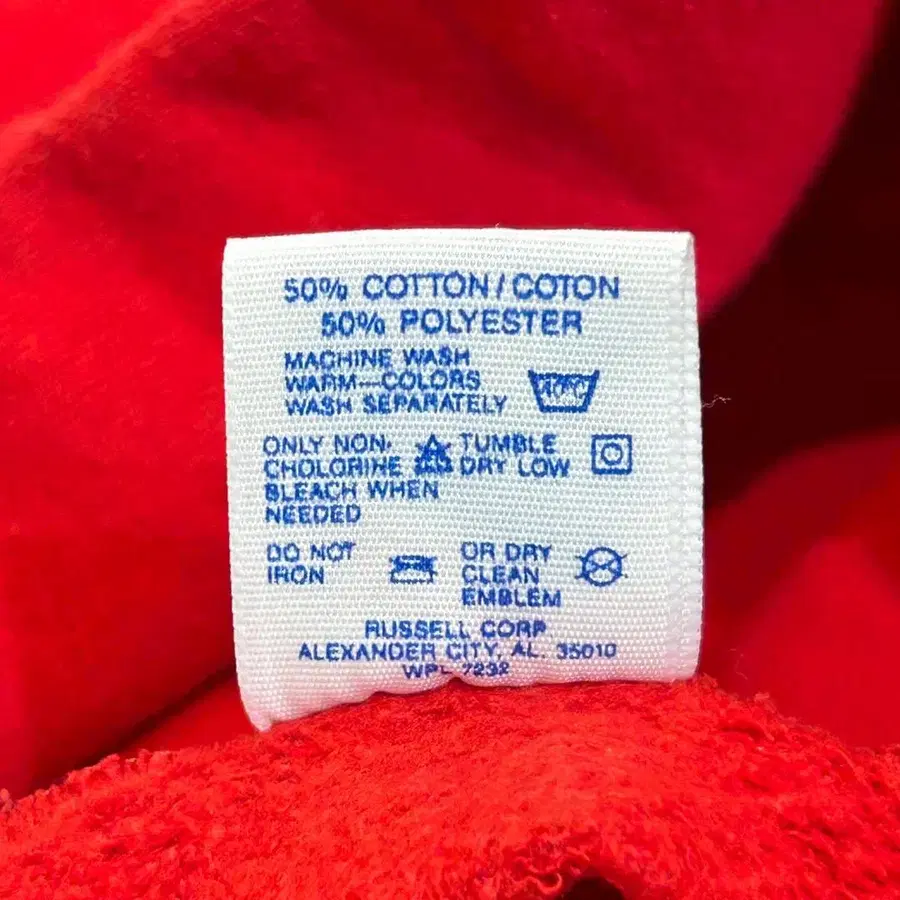 50% COTTON/COTON
50% POLYESTER
MACHINE WASH
WARM—COLORS
WASH SEPARATELY
ONLY NON-
CHOLORINE
BLEACH WHEN
NEEDED
TUMBLE
DRY LOW
DO NOT
IRON
OR DRY
CLEAN
EMBLEM
RUSSELL CORP
ALEXANDER CITY, AL. 35010
WPL 7232